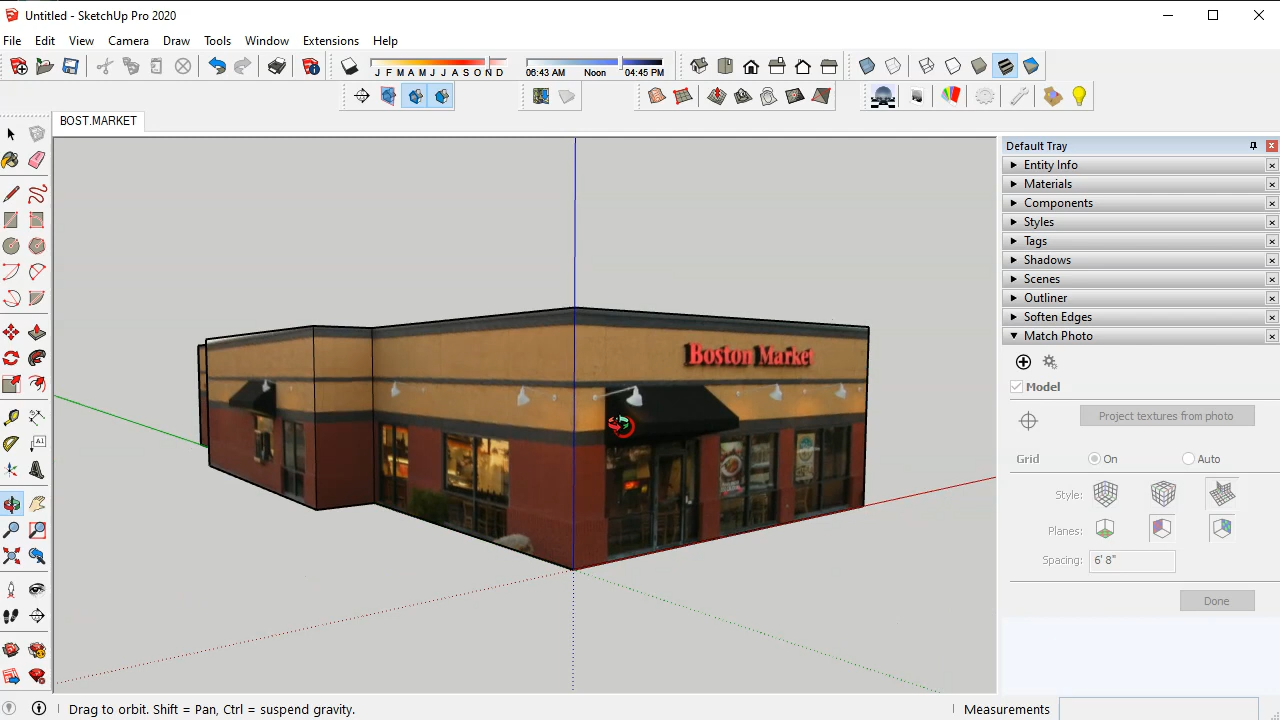 Untitled - SketchUp Pro 2020
File Edit View Camera Draw Tools Window Extensions Help
J F M A M J J A S O N D
06:43 AM Noon 04:45 PM
BOST.MARKET
Default Tray
Entity Info
Materials
Components
Styles
Tags
Shadows
Scenes
Outliner
Soften Edges
Match Photo
Model
Project textures from photo
Grid On Auto
Style:
Planes:
Spacing: 6' 8"
Done
Boston Market
Drag to orbit. Shift = Pan, Ctrl = suspend gravity.
Measurements